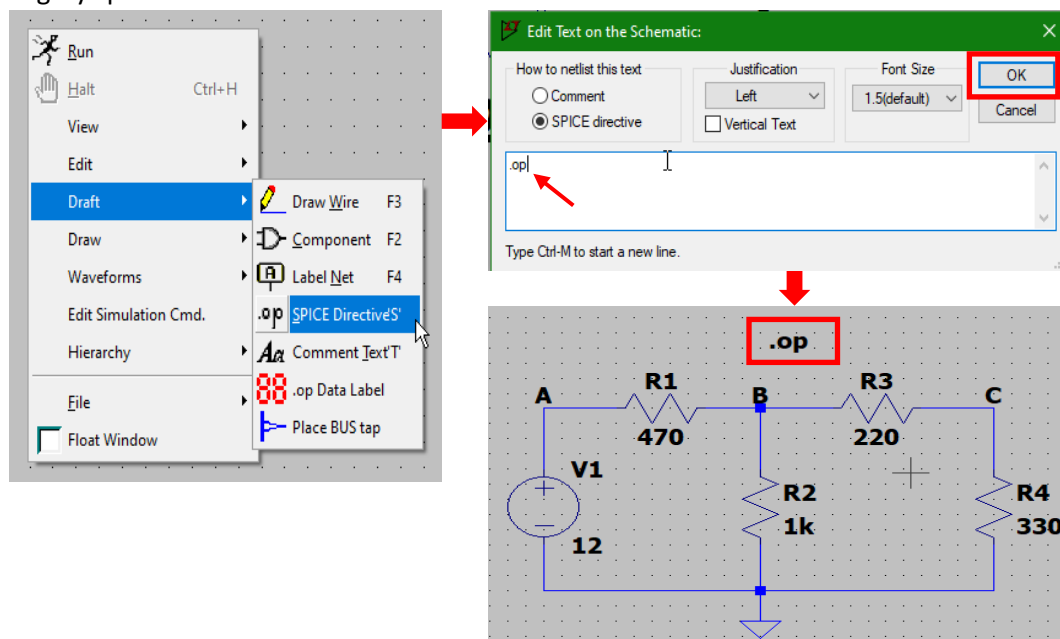 Run
Halt Ctrl+H
View
Edit
Draft
Draw
Waveforms
Edit Simulation Cmd.
Hierarchy
File
Float Window
Draw Wire F3
Component F2
Label Net F4
.op SPICE Directive'S'
Aa Comment Text'T'
.op Data Label
Place BUS tap
Edit Text on the Schematic:
How to netlist this text
Comment
SPICE directive
Justification
Left
Vertical Text
Font Size
1.5(default)
OK
Cancel
.op
Type Ctrl-M to start a new line.
.op
A R1 B R3 C
470 220
V1
R2 R4
1k 330
12